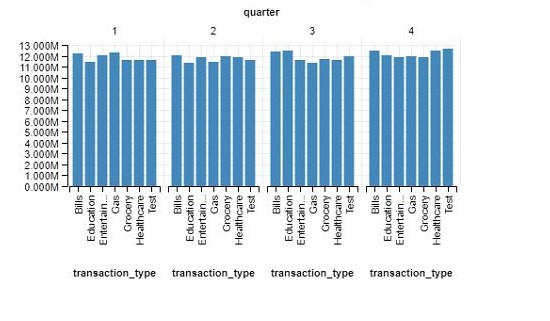 quarter
1 2 3 4
13.000M
12.000M
11.000M
10.000M
9.000M
8.000M
7.000M
6.000M
5.000M
4.000M
3.000M
2.000M
1.000M
0.000M
Bills Education Entertain... Gas Grocery Healthcare Test Bills Education Entertain... Gas Grocery Healthcare Test Bills Education Entertain... Gas Grocery Healthcare Test Bills Education Entertain... Gas Grocery Healthcare Test
transaction_type transaction_type transaction_type transaction_type